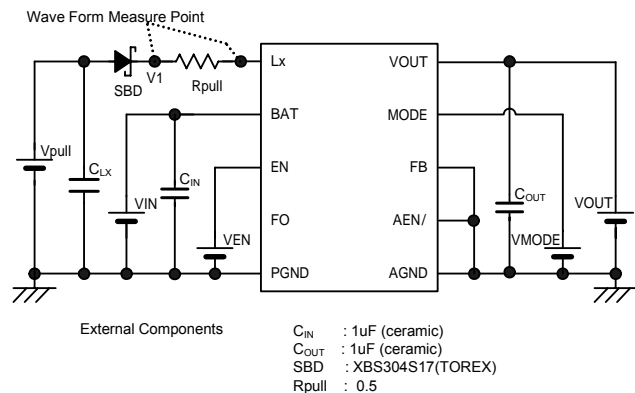 Wave Form Measure Point
V1
SBD
Rpull
Lx
VOUT
BAT
MODE
Vpull
CLX
EN
FB
CIN
COUT
VIN
VOUT
FO
AEN/
VEN
VMODE
PGND
AGND
External Components
CIN : 1uF (ceramic)
COUT : 1uF (ceramic)
SBD : XBS304S17(TOREX)
Rpull : 0.5